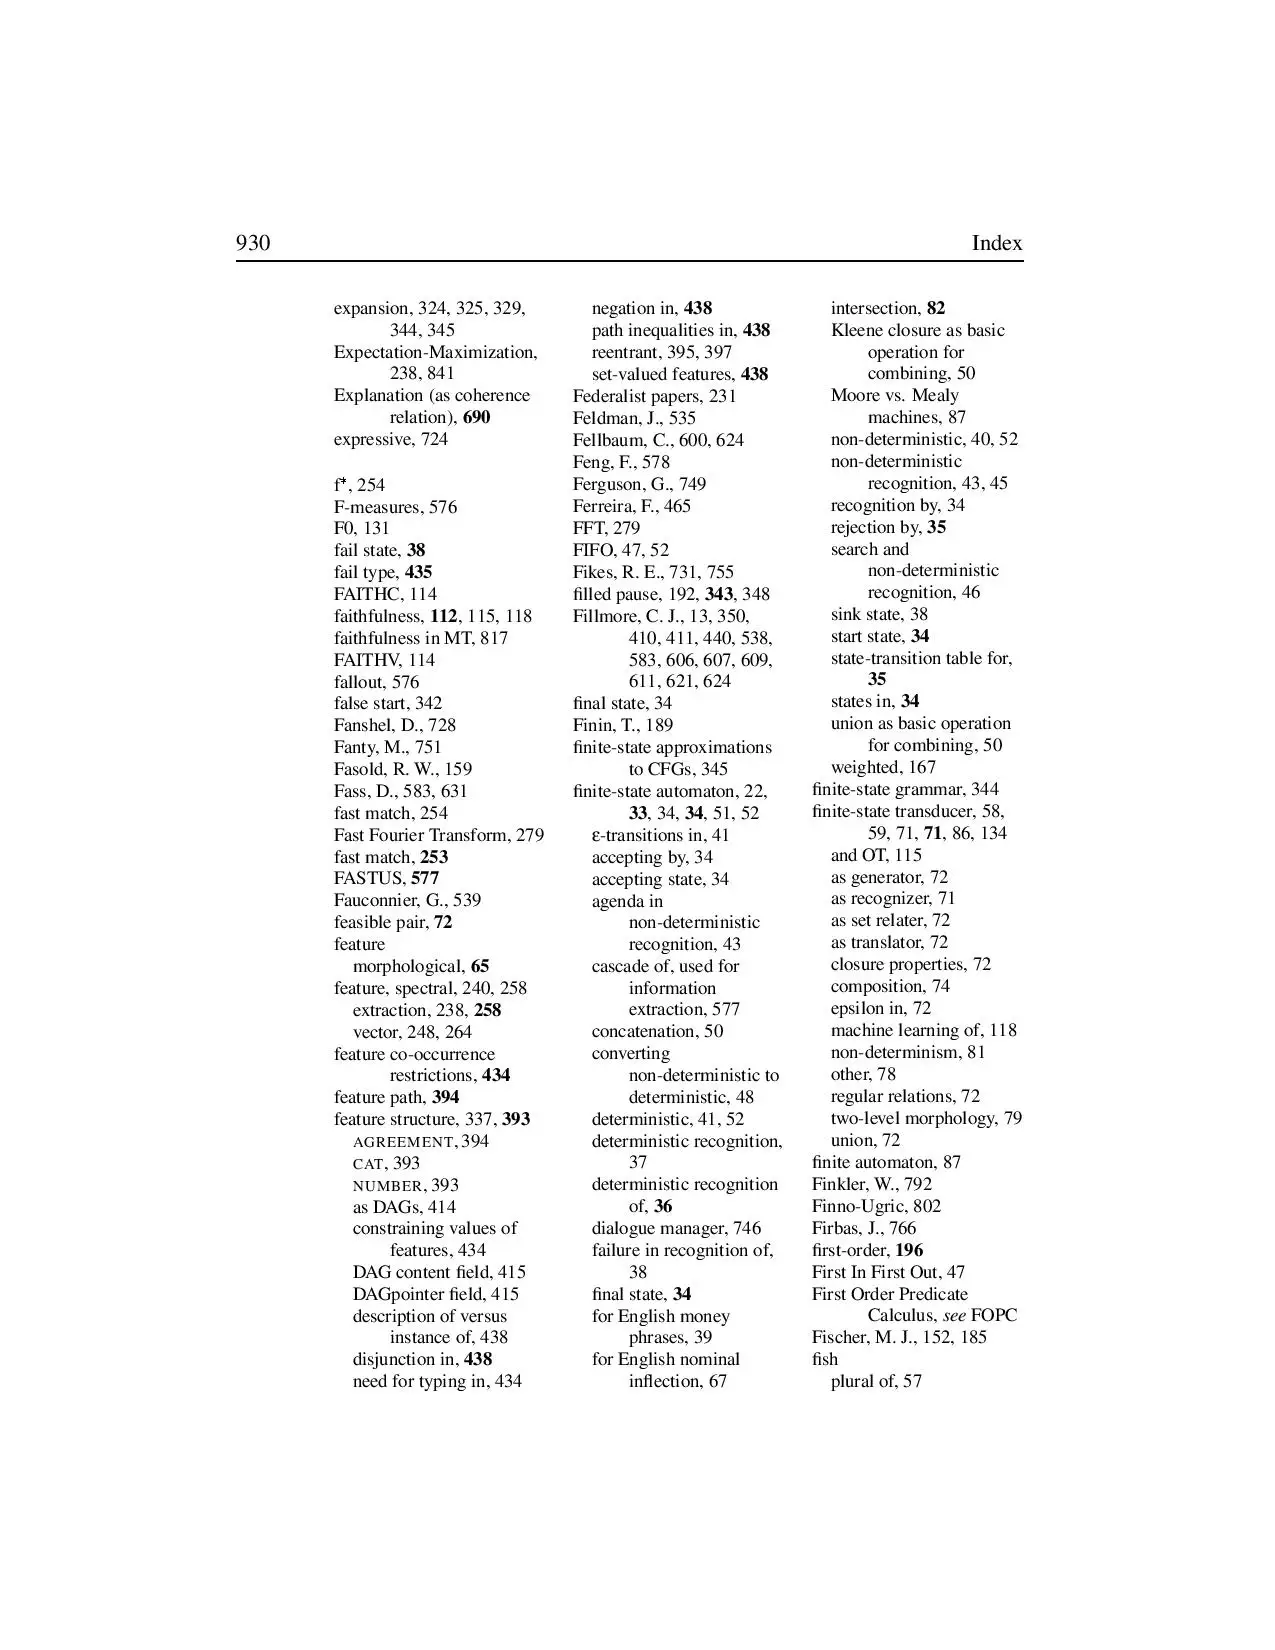 930
Index
expansion, 324, 325, 329,
344, 345
Expectation-Maximization,
238, 841
Explanation (as coherence
relation), 690
expressive, 724
f*, 254
F-measures, 576
F0, 131
fail state, 38
fail type, 435
FAITHC, 114
faithfulness, 112, 115, 118
faithfulness in MT, 817
FAITHV, 114
fallout, 576
false start, 342
Fanshel, D., 728
Fanty, M., 751
Fasold, R. W., 159
Fass, D., 583, 631
fast match, 254
Fast Fourier Transform, 279
fast match, 253
FASTUS, 577
Fauconnier, G., 539
feasible pair, 72
feature
morphological, 65
feature, spectral, 240, 258
extraction, 238, 258
vector, 248, 264
feature co-occurrence
restrictions, 434
feature path, 394
feature structure, 337, 393
AGREEMENT, 394
CAT, 393
NUMBER, 393
as DAGs, 414
constraining values of
features, 434
DAG content field, 415
DAGpointer field, 415
description of versus
instance of, 438
disjunction in, 438
need for typing in, 434
negation in, 438
path inequalities in, 438
reentrant, 395, 397
set-valued features, 438
Federalist papers, 231
Feldman, J., 535
Fellbaum, C., 600, 624
Feng, F., 578
Ferguson, G., 749
Ferreira, F., 465
FFT, 279
FIFO, 47, 52
Fikes, R. E., 731, 755
filled pause, 192, 343, 348
Fillmore, C. J., 13, 350,
410, 411, 440, 538,
583, 606, 607, 609,
611, 621, 624
final state, 34
Finin, T., 189
finite-state approximations
to CFGs, 345
finite-state automaton, 22,
33, 34, 34, 51, 52
ε-transitions in, 41
accepting by, 34
accepting state, 34
agenda in
non-deterministic
recognition, 43
cascade of, used for
information
extraction, 577
concatenation, 50
converting
non-deterministic to
deterministic, 48
deterministic, 41, 52
deterministic recognition,
37
deterministic recognition
of, 36
dialogue manager, 746
failure in recognition of,
38
final state, 34
for English money
phrases, 39
for English nominal
inflection, 67
intersection, 82
Kleene closure as basic
operation for
combining, 50
Moore vs. Mealy
machines, 87
non-deterministic, 40, 52
non-deterministic
recognition, 43, 45
recognition by, 34
rejection by, 35
search and
non-deterministic
recognition, 46
sink state, 38
start state, 34
state-transition table for,
35
states in, 34
union as basic operation
for combining, 50
weighted, 167
finite-state grammar, 344
finite-state transducer, 58,
59, 71, 71, 86, 134
and OT, 115
as generator, 72
as recognizer, 71
as set relater, 72
as translator, 72
closure properties, 72
composition, 74
epsilon in, 72
machine learning of, 118
non-determinism, 81
other, 78
regular relations, 72
two-level morphology, 79
union, 72
finite automaton, 87
Finkler, W., 792
Finno-Ugric, 802
Firbas, J., 766
first-order, 196
First In First Out, 47
First Order Predicate
Calculus, see FOPC
Fischer, M. J., 152, 185
fish
plural of, 57